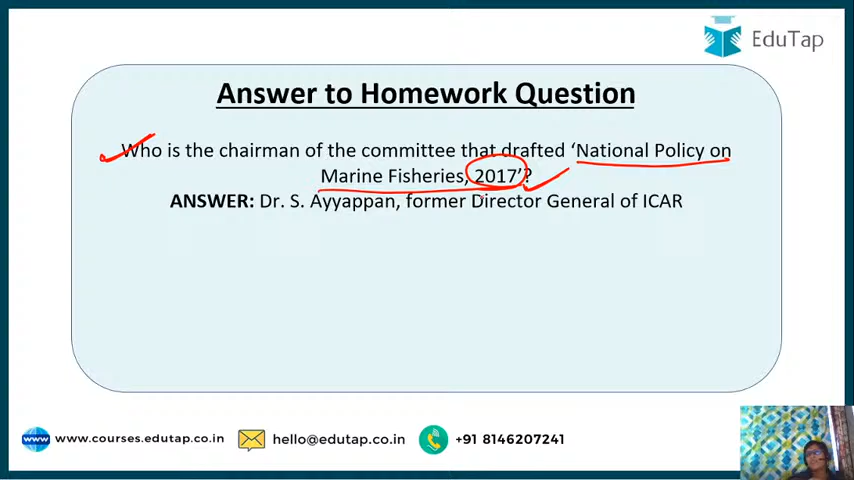 EduTap
Answer to Homework Question
Who is the chairman of the committee that drafted ‘National Policy on
Marine Fisheries, 2017’?
ANSWER: Dr. S. Ayyappan, former Director General of ICAR
www www.courses.edutap.co.in hello@edutap.co.in +91 8146207241